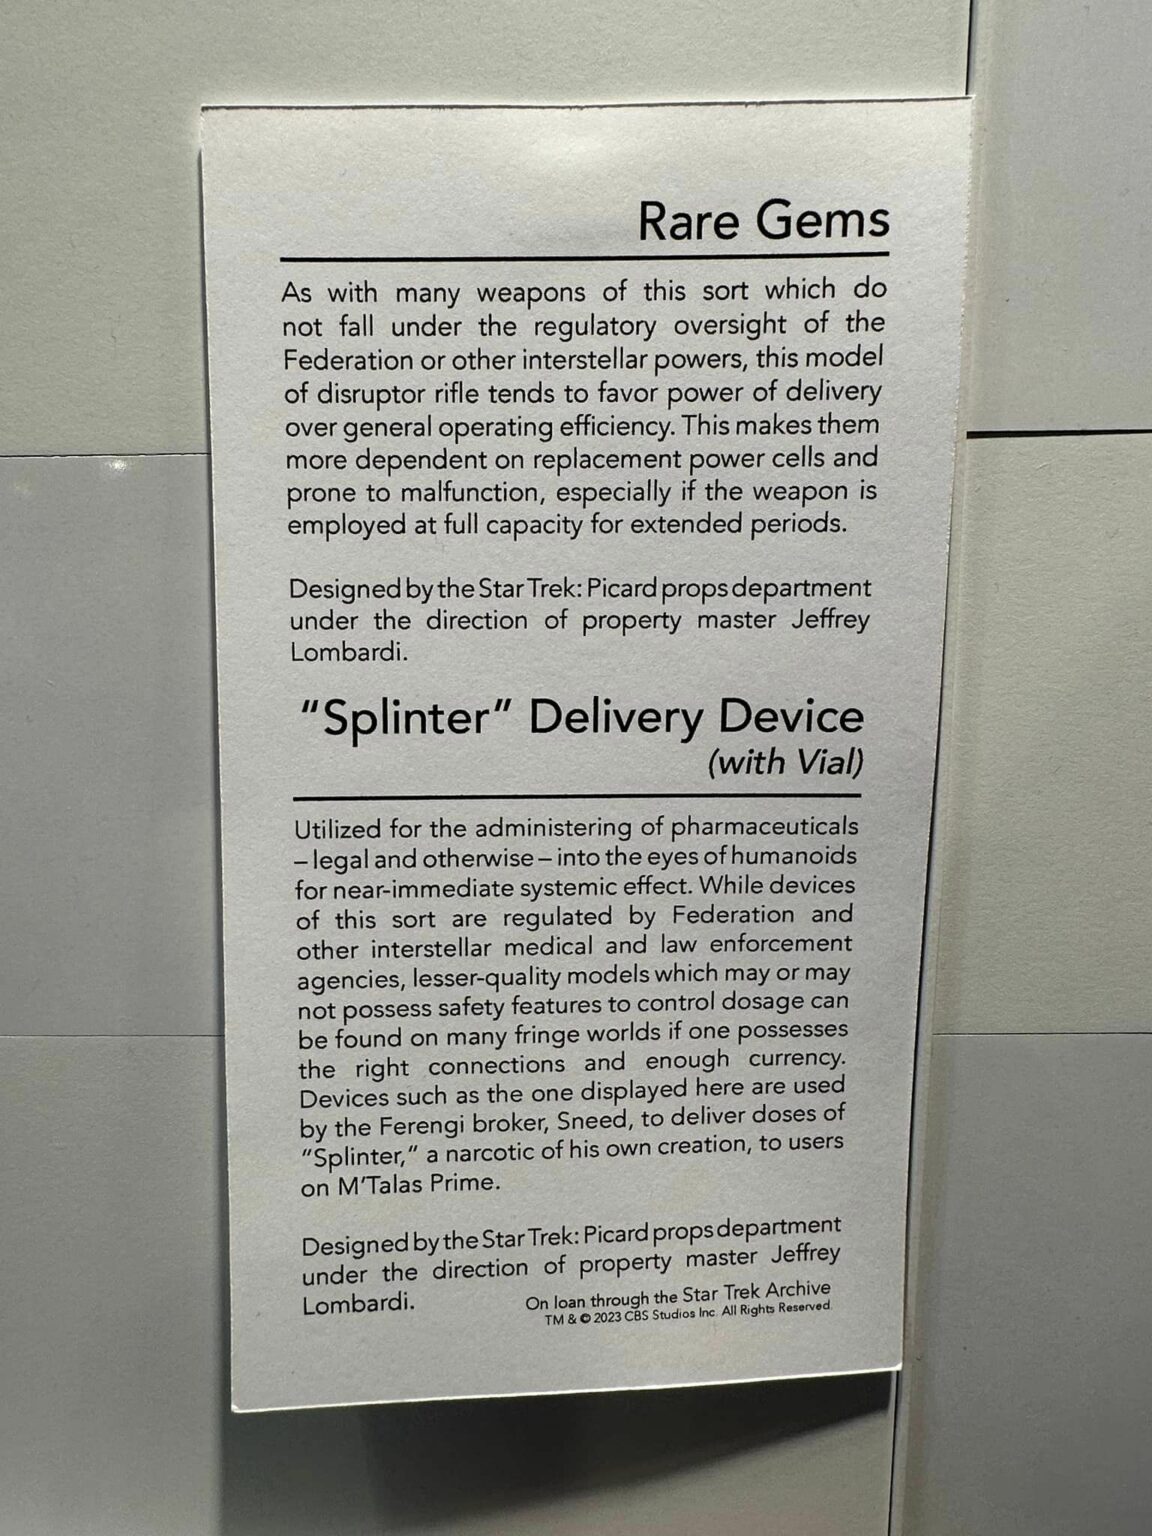 Rare Gems
As with many weapons of this sort which do
not fall under the regulatory oversight of the
Federation or other interstellar powers, this model
of disruptor rifle tends to favor power of delivery
over general operating efficiency. This makes them
more dependent on replacement power cells and
prone to malfunction, especially if the weapon is
employed at full capacity for extended periods.
Designed by the Star Trek: Picard props department
under the direction of property master Jeffrey
Lombardi.
“Splinter” Delivery Device
(with Vial)
Utilized for the administering of pharmaceuticals
– legal and otherwise – into the eyes of humanoids
for near-immediate systemic effect. While devices
of this sort are regulated by Federation and
other interstellar medical and law enforcement
agencies, lesser-quality models which may or may
not possess safety features to control dosage can
be found on many fringe worlds if one possesses
the right connections and enough currency.
Devices such as the one displayed here are used
by the Ferengi broker, Sneed, to deliver doses of
“Splinter,” a narcotic of his own creation, to users
on M’Talas Prime.
Designed by the Star Trek: Picard props department
under the direction of property master Jeffrey
Lombardi.
On loan through the Star Trek Archive
TM & © 2023 CBS Studios Inc. All Rights Reserved.